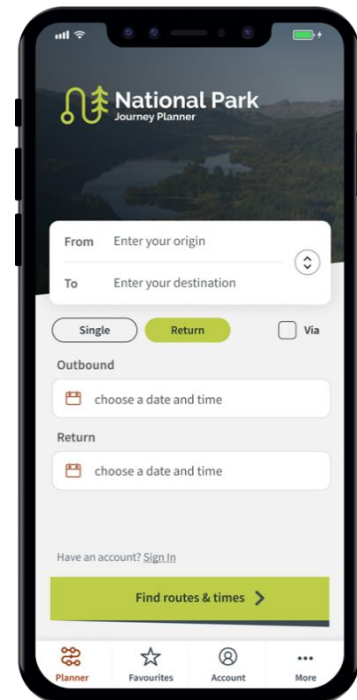 National Park
Journey Planner
From Enter your origin
To Enter your destination
Single Return Via
Outbound
choose a date and time
Return
choose a date and time
Have an account? Sign In
Find routes & times
Planner Favourites Account More